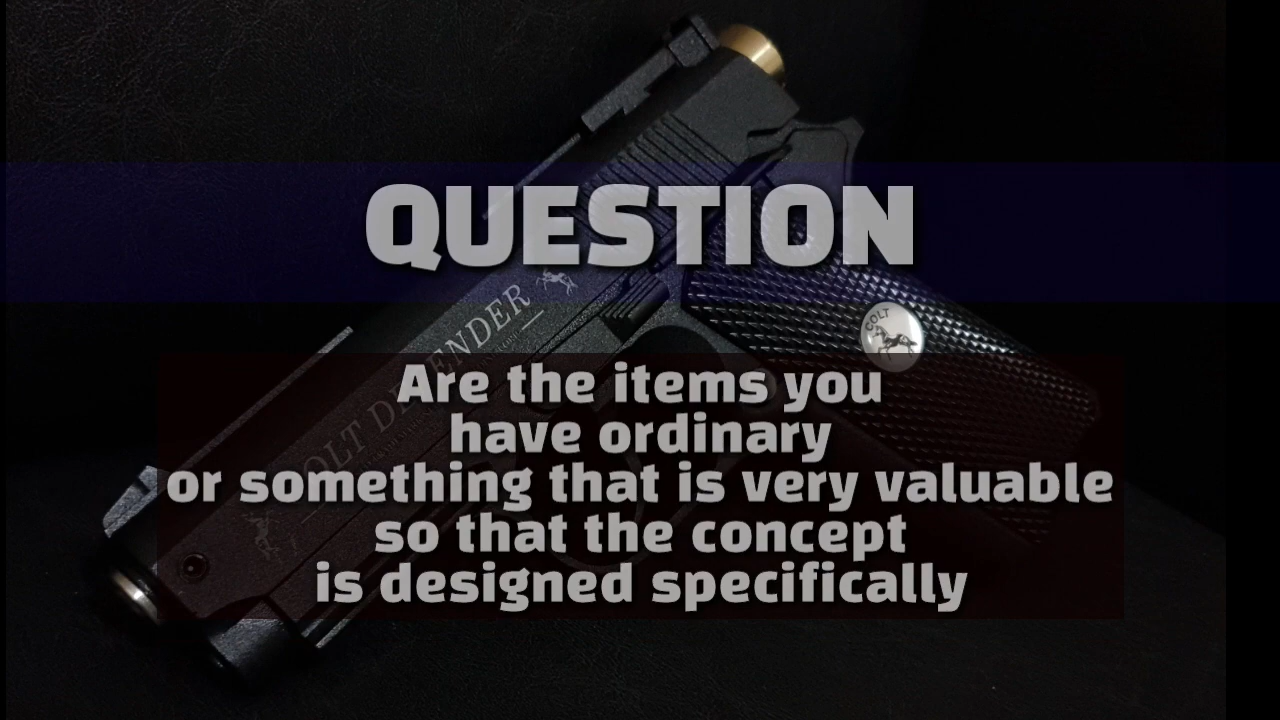 QUESTION
COLT DEFENDER
COLT
Are the items you
have ordinary
or something that is very valuable
so that the concept
is designed specifically